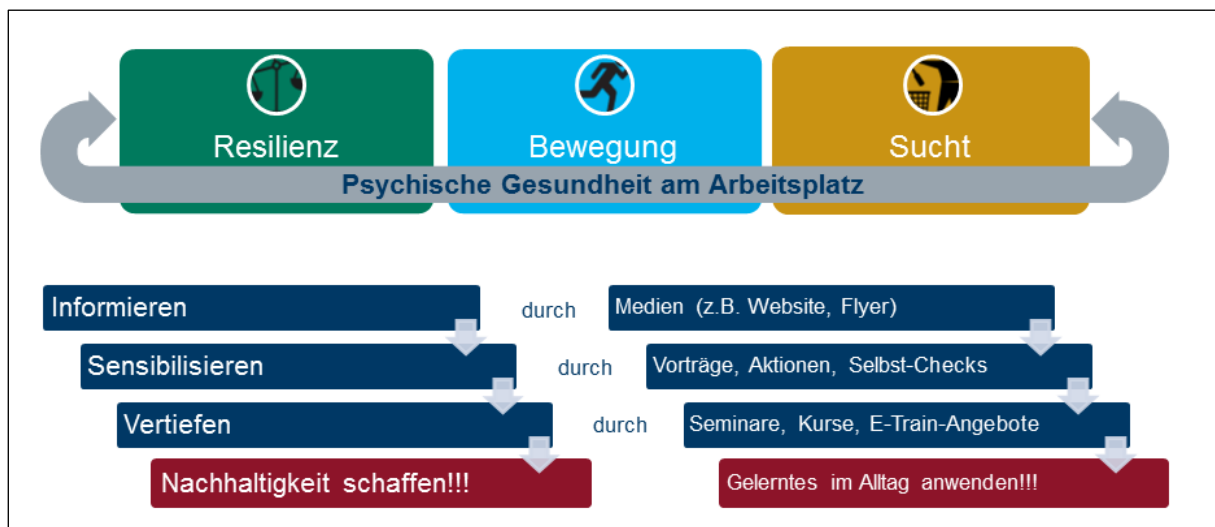 Resilienz
Bewegung
Sucht
Psychische Gesundheit am Arbeitsplatz
Informieren durch Medien (z.B. Website, Flyer)
Sensibilisieren durch Vorträge, Aktionen, Selbst-Checks
Vertiefen durch Seminare, Kurse, E-Train-Angebote
Nachhaltigkeit schaffen!!! Gelerntes im Alltag anwenden!!!